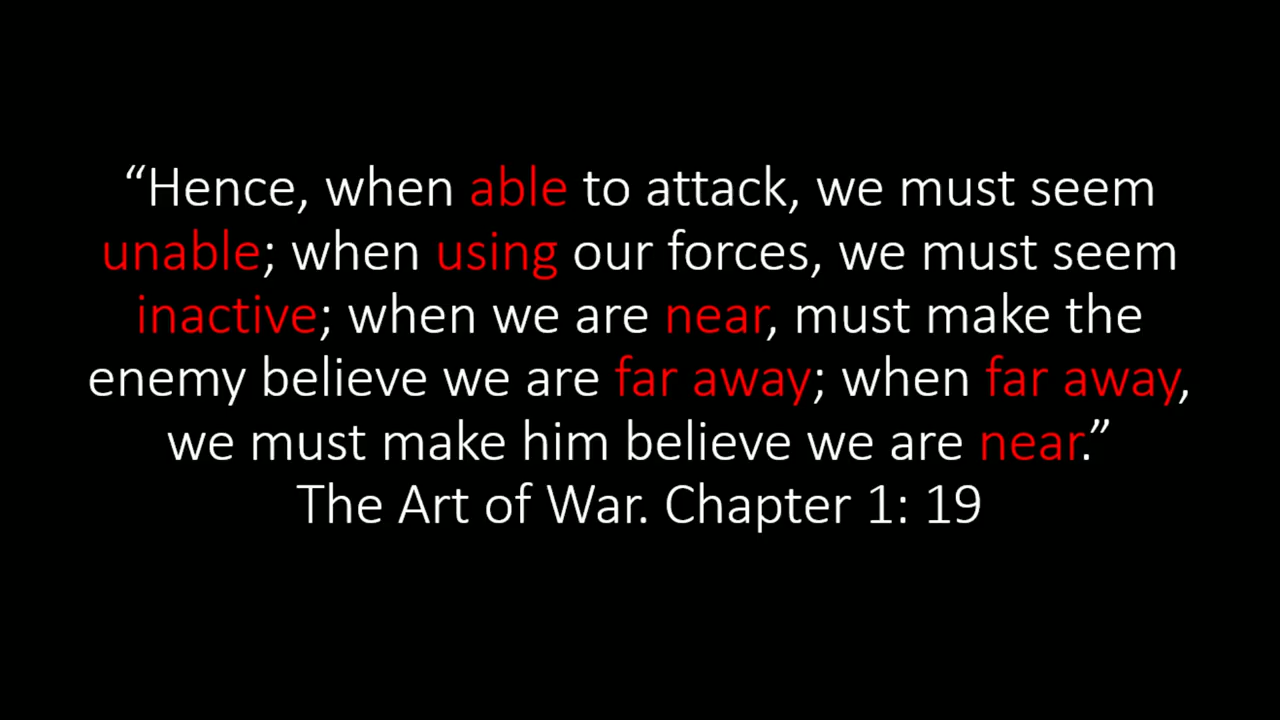 “Hence, when able to attack, we must seem
unable; when using our forces, we must seem
inactive; when we are near, must make the
enemy believe we are far away; when far away,
we must make him believe we are near.”
The Art of War. Chapter 1: 19